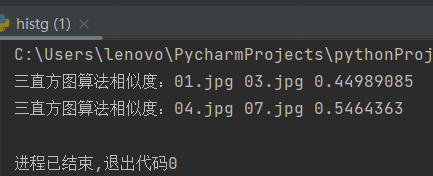 histg (1)
C:\Users\lenovo\PycharmProjects\pythonProj
三直方图算法相似度：01.jpg 03.jpg 0.44989085
三直方图算法相似度：04.jpg 07.jpg 0.5464363
进程已结束,退出代码0